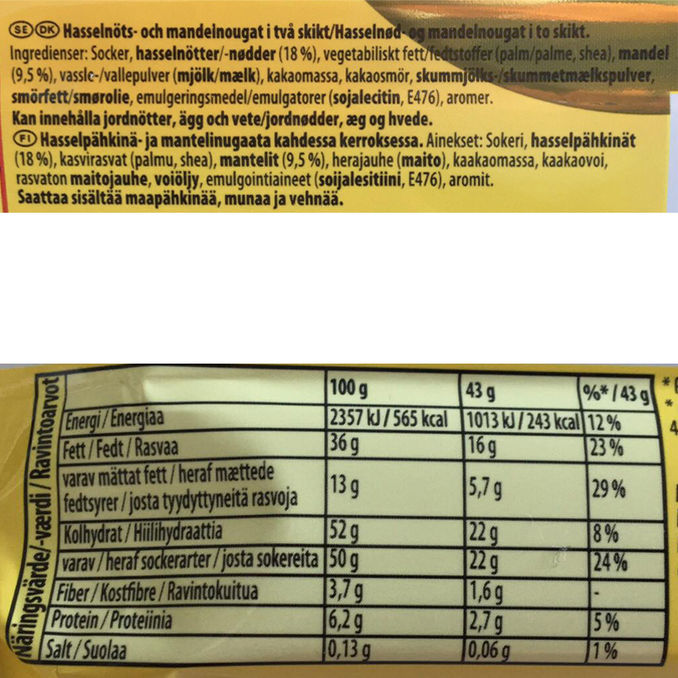 SE DK Hasselnöts- och mandelnougat i två skikt/Hasselnød- og mandelnougat i to skikt.
Ingredienser: Socker, hasselnötter/-nødder (18 %), vegetabiliskt fett/fedtstoffer (palm/palme, shea), mandel
(9,5 %), vassle-/vallepulver (mjölk/mælk), kakaomassa, kakaosmör, skummjölks-/skummetmælkspulver,
smörfett/smørolie, emulgeringsmedel/emulgatorer (sojalecitin, E476), aromer.
Kan innehålla jordnötter, ägg och vete/jordnødder, æg og hvede.
FI Hasselpähkinä- ja mantelinugaata kahdessa kerroksessa. Ainekset: Sokeri, hasselpähkinät
(18 %), kasvirasvat (palmu, shea), mantelit (9,5 %), herajauhe (maito), kaakaomassa, kaakaovoi,
rasvaton maitojauhe, voiöljy, emulgointiaineet (soijalesitiini, E476), aromit.
Saattaa sisältää maapähkinää, munaa ja vehnää.
Näringsvärde/-værdi / Ravintoarvot
100 g 43 g %* / 43 g *
Energi / Energiaa 2357 kJ / 565 kcal 1013 kJ / 243 kcal 12 % *
Fett / Fedt / Rasvaa 36 g 16 g 23 % 4
varav mättat fett / heraf mættede
fedtsyrer / josta tyydyttyneitä rasvoja 13 g 5,7 g 29 %
Kolhydrat / Hiilihydraattia 52 g 22 g 8 %
varav / heraf sockerarter / josta sokereita 50 g 22 g 24 %
Fiber / Kostfibre / Ravintokuitua 3,7 g 1,6 g -
Protein / Proteiinia 6,2 g 2,7 g 5 %
Salt / Suolaa 0,13 g 0,06 g 1 %